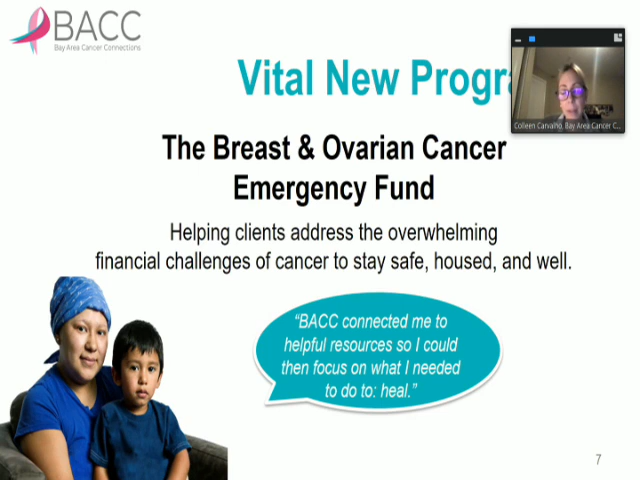 BACC
Bay Area Cancer Connections
Vital New Progra
Colleen Carvalho, Bay Area Cancer C...
The Breast & Ovarian Cancer
Emergency Fund
Helping clients address the overwhelming
financial challenges of cancer to stay safe, housed, and well.
“BACC connected me to
helpful resources so I could
then focus on what I needed
to do to: heal.”
7